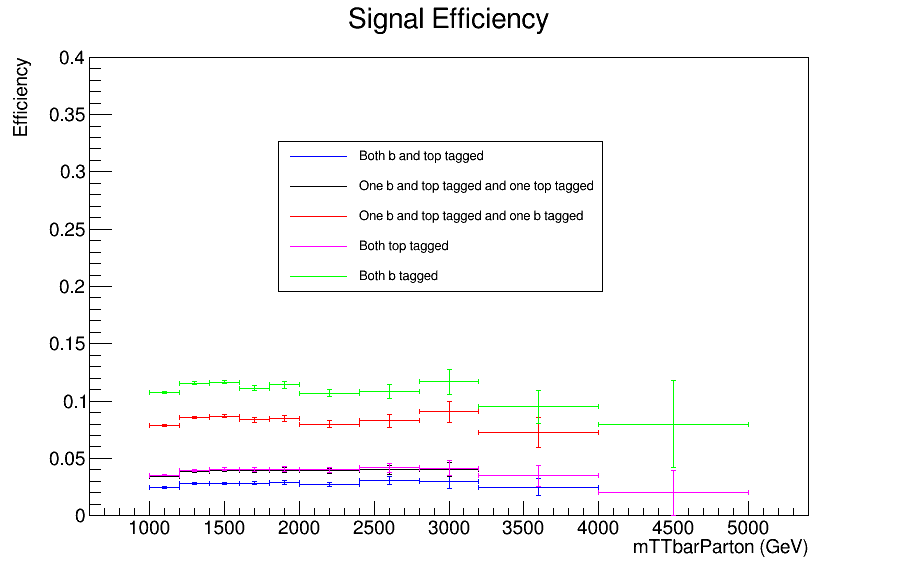 Signal Efficiency
Efficiency
0.4
0.35
0.3
0.25
0.2
0.15
0.1
0.05
0
Both b and top tagged
One b and top tagged and one top tagged
One b and top tagged and one b tagged
Both top tagged
Both b tagged
1000 1500 2000 2500 3000 3500 4000 4500 5000
mTTbarParton (GeV)